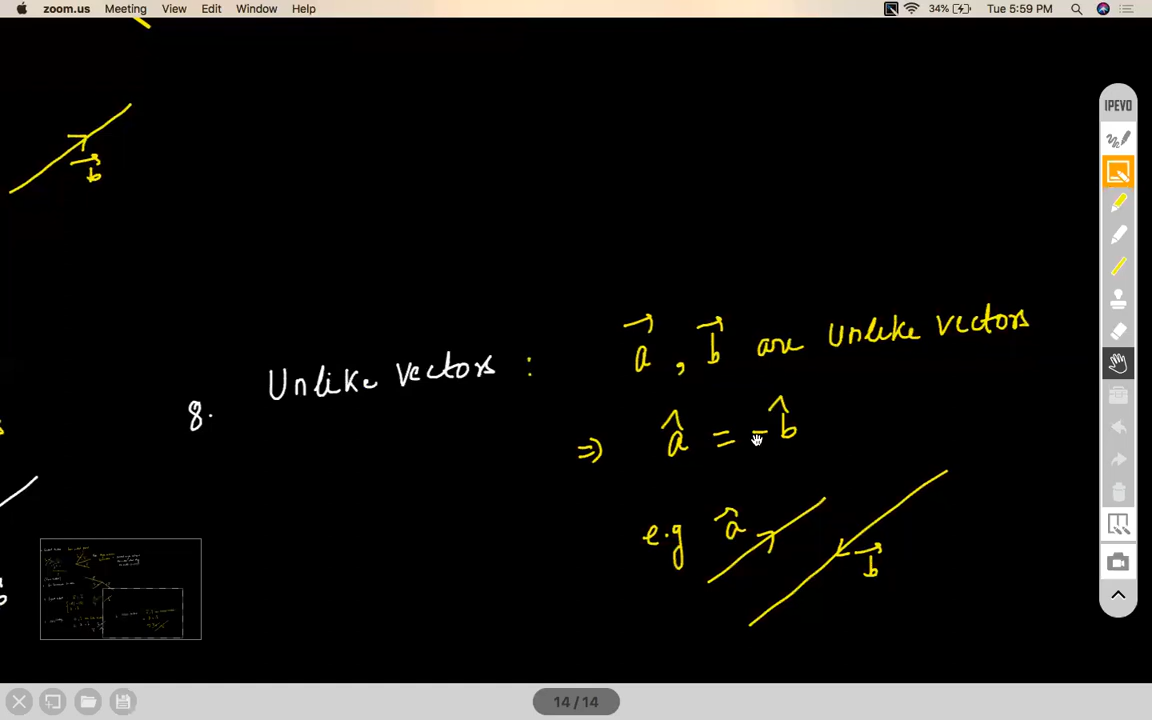 zoom.us Meeting View Edit Window Help 34% Tue 5:59 PM
IPEVO
b⃗
a⃗, b⃗ are unlike vectors
8. Unlike vectors :
⇒ â = -b̂
e.g â
b⃗
14 / 14